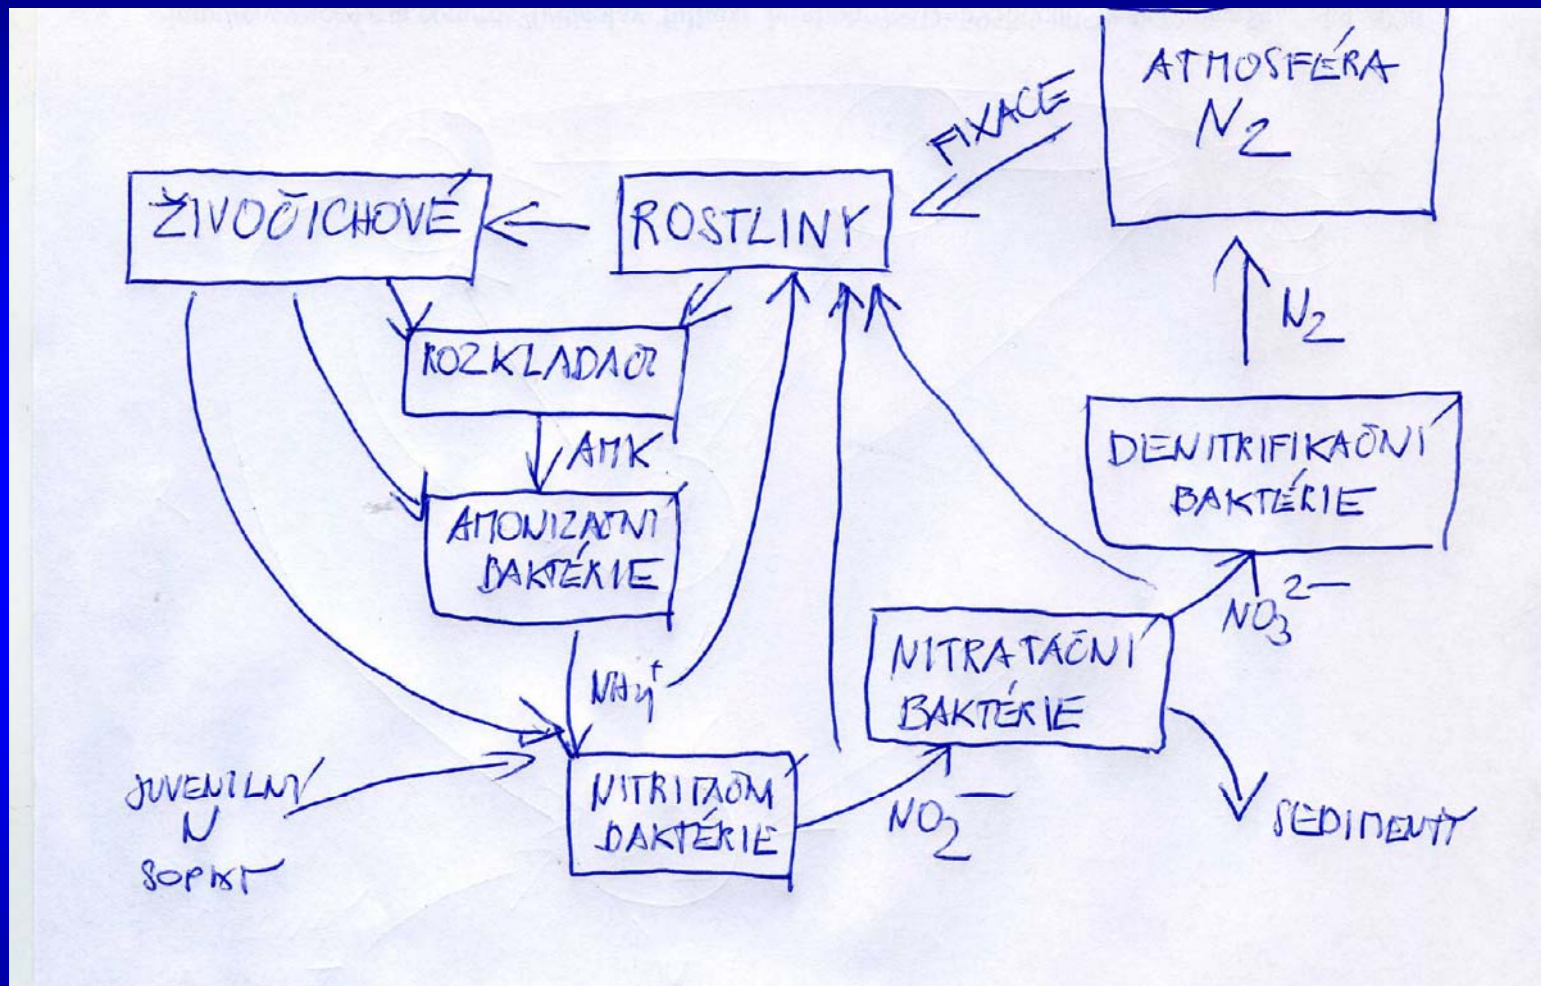 ATMOSFÉRA
N2
FIXACE
ŽIVOČICHOVÉ
ROSTLINY
N2
ROZKLADAČI
AMK
DENITRIFIKAČNÍ
BAKTÉRIE
AMONIZAČNÍ
BAKTÉRIE
NO3 2-
NH4+
NITRATAČNÍ
BAKTÉRIE
JUVENILNÍ
N
SOPKY
NITRITAČNÍ
BAKTÉRIE
NO2-
SEDIMENTY